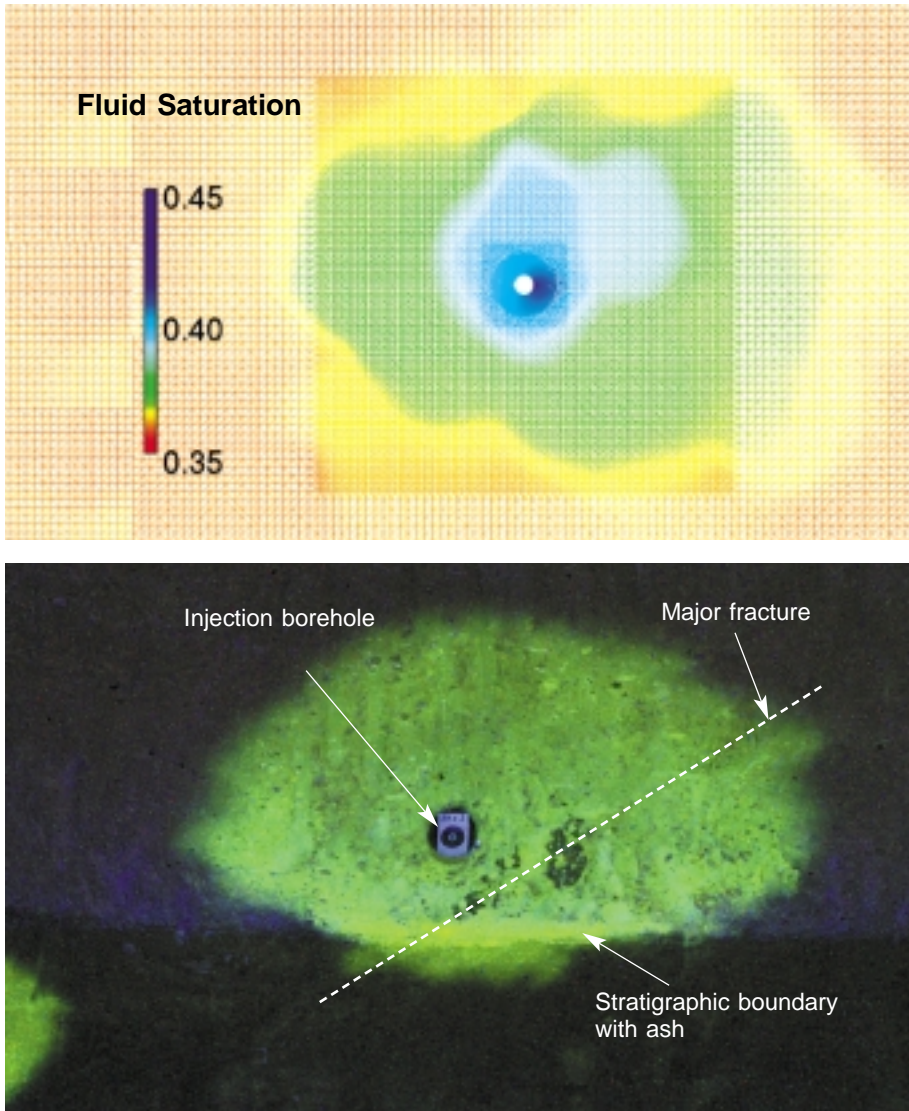 Fluid Saturation
0.45
0.40
0.35
Injection borehole
Major fracture
Stratigraphic boundary
with ash